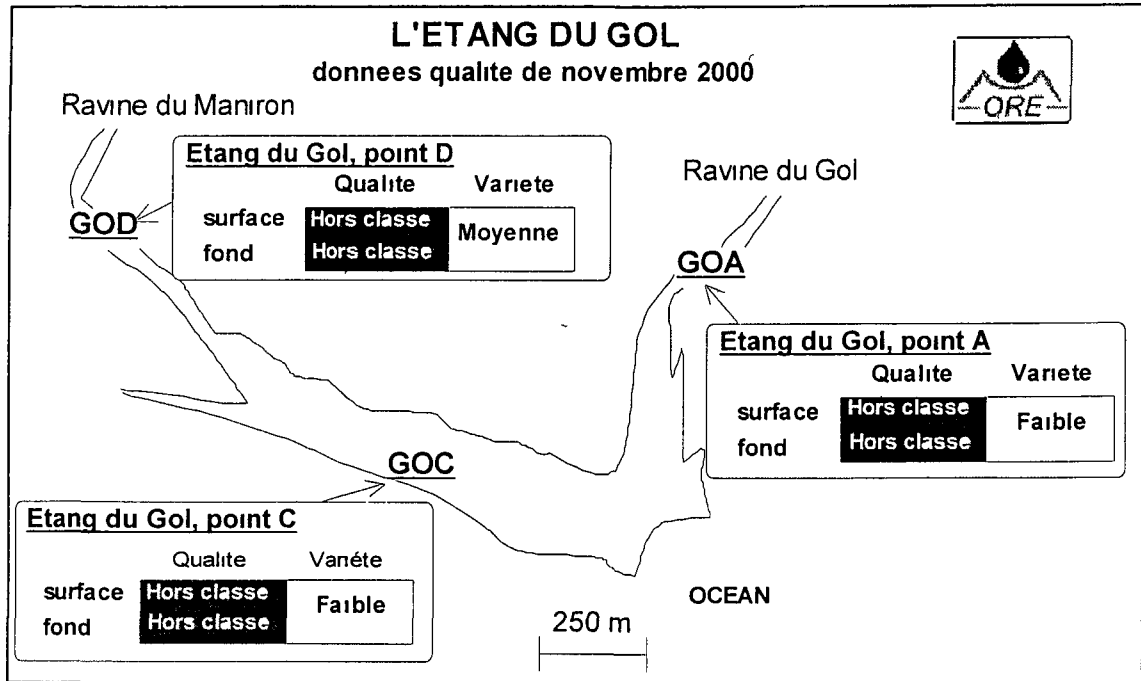 L'ETANG DU GOL
donnees qualite de novembre 2000
ORE
Ravine du Maniron
Etang du Gol, point D
Qualite Variete
surface Hors classe Moyenne
fond Hors classe
GOD
Ravine du Gol
GOA
Etang du Gol, point A
Qualite Variete
surface Hors classe Faible
fond Hors classe
GOC
Etang du Gol, point C
Qualite Variéte
surface Hors classe Faible
fond Hors classe
OCEAN
250 m